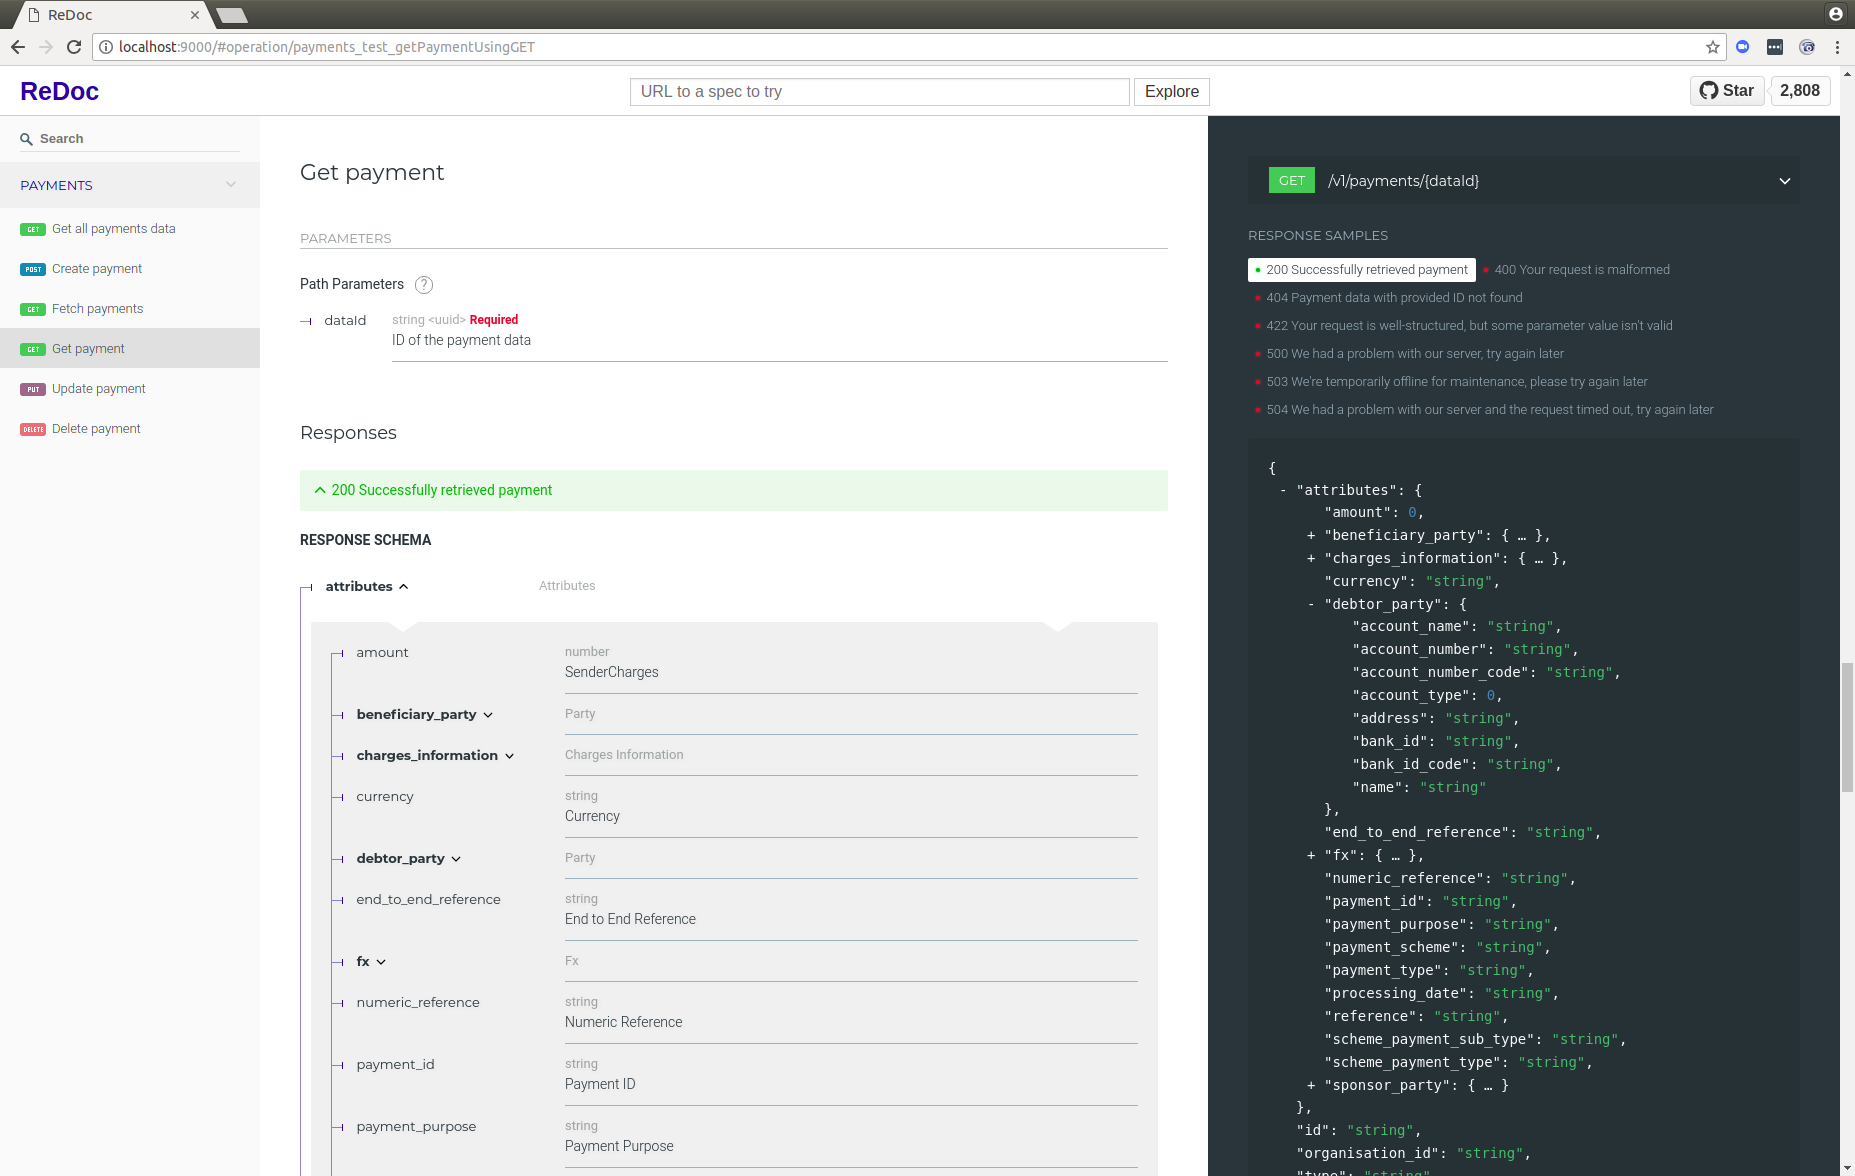 ReDoc
localhost:9000/#operation/payments_test_getPaymentUsingGET
ReDoc
URL to a spec to try
Explore
Star
2,808
Search
PAYMENTS
GET Get all payments data
POST Create payment
GET Fetch payments
GET Get payment
PUT Update payment
DELETE Delete payment
Get payment
PARAMETERS
Path Parameters ?
dataId string <uuid> Required
ID of the payment data
Responses
200 Successfully retrieved payment
RESPONSE SCHEMA
attributes Attributes
amount number
SenderCharges
beneficiary_party Party
charges_information Charges Information
currency string
Currency
debtor_party Party
end_to_end_reference string
End to End Reference
fx Fx
numeric_reference string
Numeric Reference
payment_id string
Payment ID
payment_purpose string
Payment Purpose
GET /v1/payments/{dataId}
RESPONSE SAMPLES
200 Successfully retrieved payment 400 Your request is malformed
404 Payment data with provided ID not found
422 Your request is well-structured, but some parameter value isn't valid
500 We had a problem with our server, try again later
503 We're temporarily offline for maintenance, please try again later
504 We had a problem with our server and the request timed out, try again later
{
- "attributes": {
"amount": 0,
+ "beneficiary_party": { … },
+ "charges_information": { … },
"currency": "string",
- "debtor_party": {
"account_name": "string",
"account_number": "string",
"account_number_code": "string",
"account_type": 0,
"address": "string",
"bank_id": "string",
"bank_id_code": "string",
"name": "string"
},
"end_to_end_reference": "string",
+ "fx": { … },
"numeric_reference": "string",
"payment_id": "string",
"payment_purpose": "string",
"payment_scheme": "string",
"payment_type": "string",
"processing_date": "string",
"reference": "string",
"scheme_payment_sub_type": "string",
"scheme_payment_type": "string",
+ "sponsor_party": { … }
},
"id": "string",
"organisation_id": "string",
"type": "string"